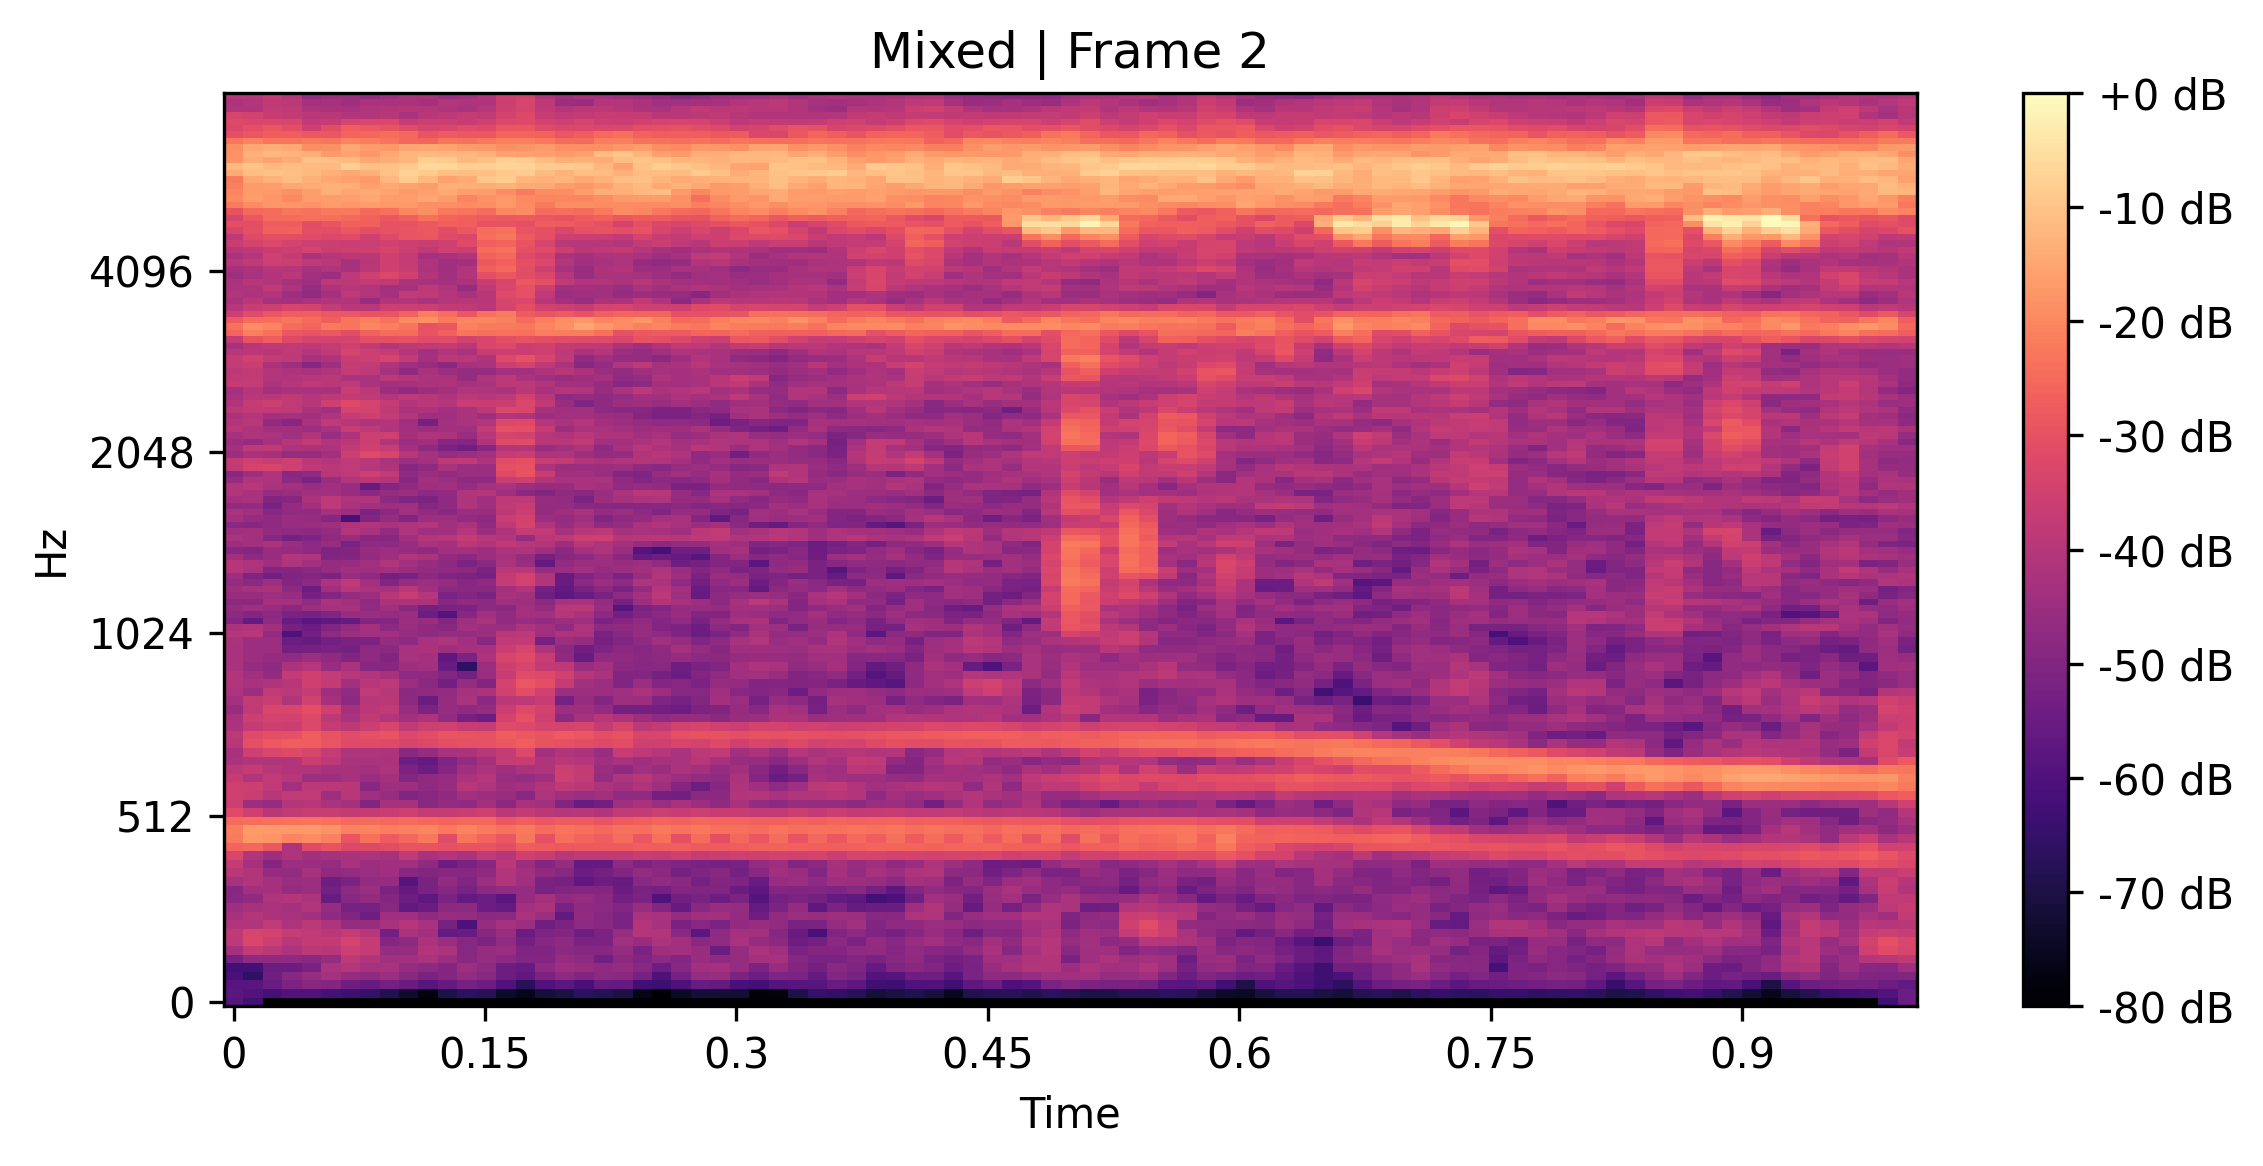 Mixed | Frame 2
Hz
4096
2048
1024
512
0
0 0.15 0.3 0.45 0.6 0.75 0.9
Time
+0 dB
-10 dB
-20 dB
-30 dB
-40 dB
-50 dB
-60 dB
-70 dB
-80 dB